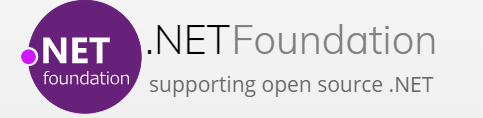 .NET
foundation
.NETFoundation
supporting open source .NET